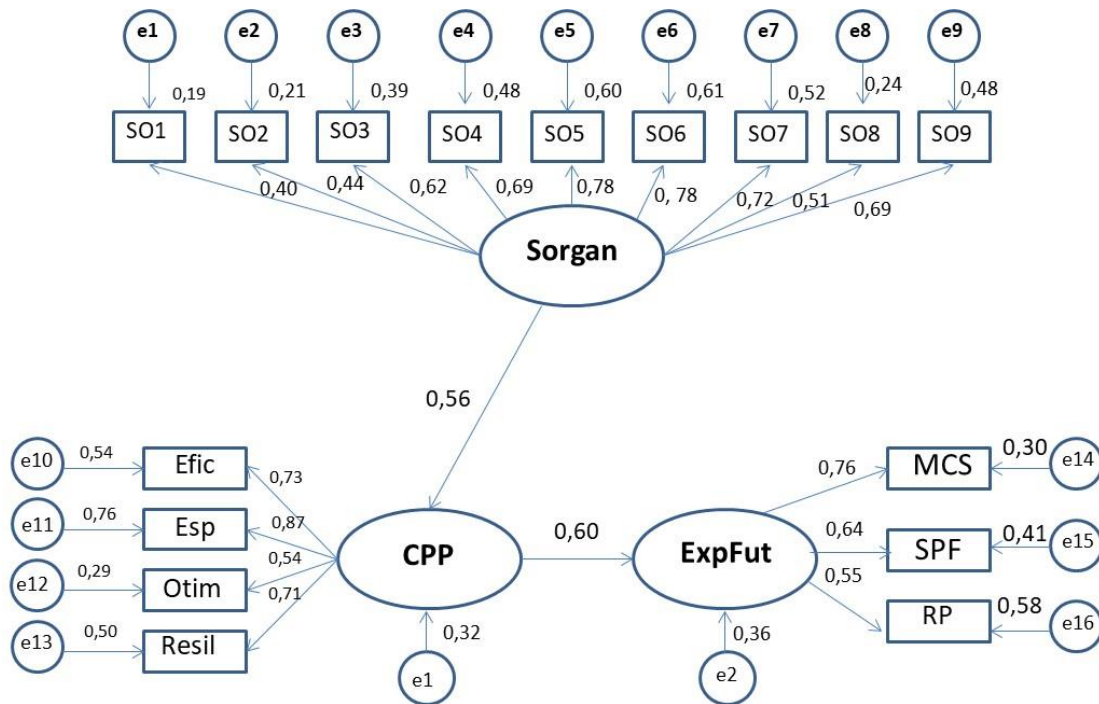 e1 e2 e3 e4 e5 e6 e7 e8 e9
0,19 0,21 0,39 0,48 0,60 0,61 0,52 0,24 0,48
SO1 SO2 SO3 SO4 SO5 SO6 SO7 SO8 SO9
0,40 0,44 0,62 0,69 0,78 0, 78 0,72 0,51 0,69
Sorgan
0,56
e10 0,54 Efic 0,73
e11 0,76 Esp 0,87
e12 0,29 Otim 0,54
e13 0,50 Resil 0,71
CPP
0,60
ExpFut
0,76 MCS 0,30 e14
0,64 SPF 0,41 e15
0,55 RP 0,58 e16
0,32 0,36
e1 e2